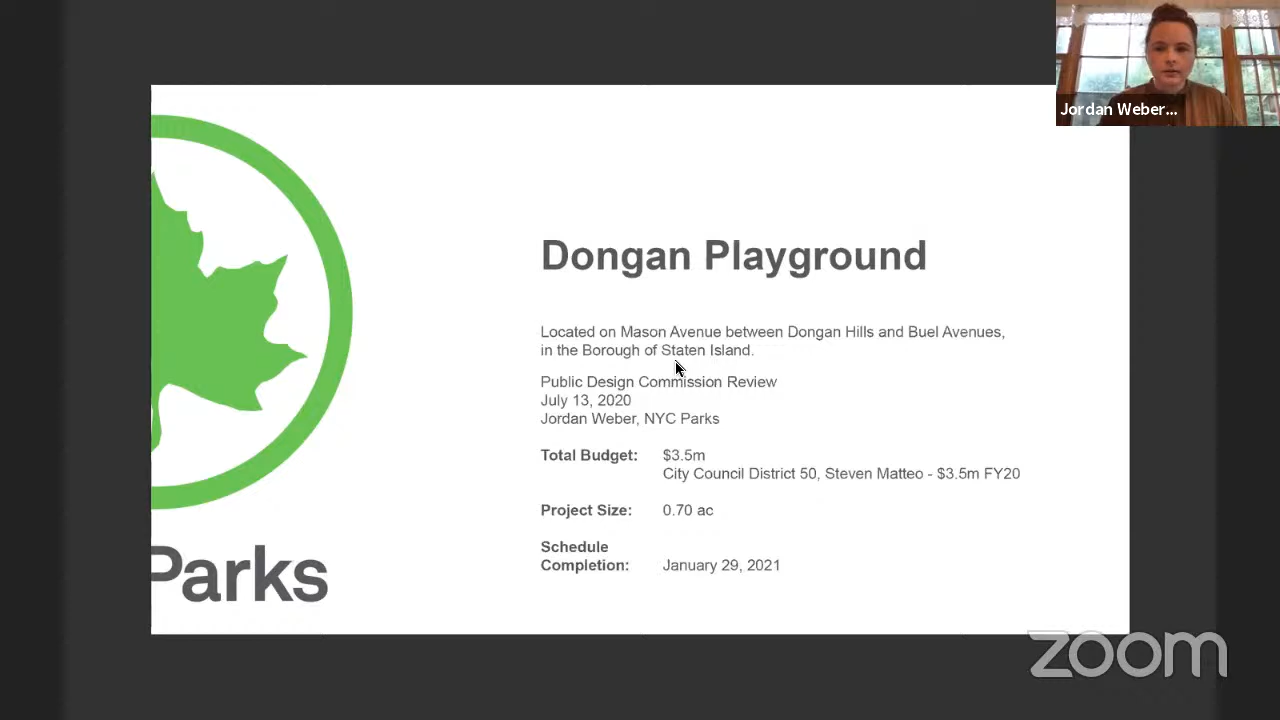 Jordan Weber...
Dongan Playground
Located on Mason Avenue between Dongan Hills and Buel Avenues,
in the Borough of Staten Island.
Public Design Commission Review
July 13, 2020
Jordan Weber, NYC Parks
Total Budget: $3.5m
City Council District 50, Steven Matteo - $3.5m FY20
Project Size: 0.70 ac
Schedule
Completion: January 29, 2021
Parks
zoom